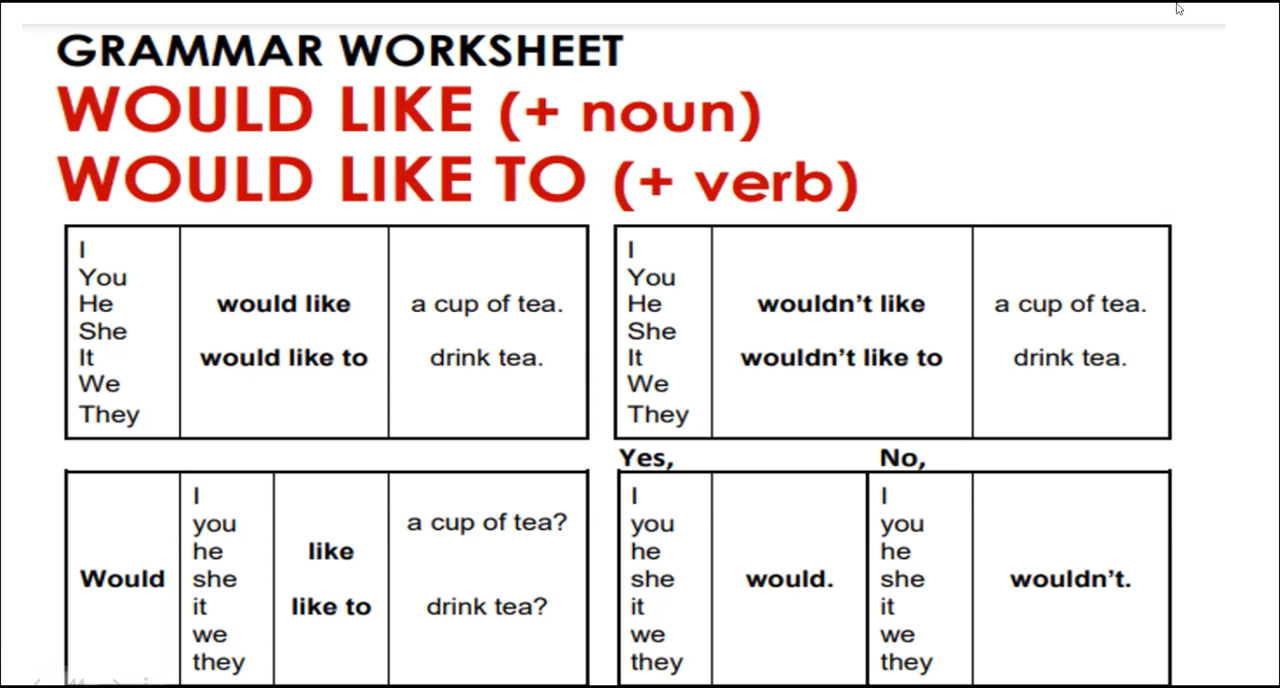 GRAMMAR WORKSHEET
WOULD LIKE (+ noun)
WOULD LIKE TO (+ verb)
I
You
He
She
It
We
They
would like
would like to
a cup of tea.
drink tea.
I
You
He
She
It
We
They
wouldn’t like
wouldn’t like to
a cup of tea.
drink tea.
Would
I
you
he
she
it
we
they
like
like to
a cup of tea?
drink tea?
Yes,
I
you
he
she
it
we
they
would.
No,
I
you
he
she
it
we
they
wouldn’t.